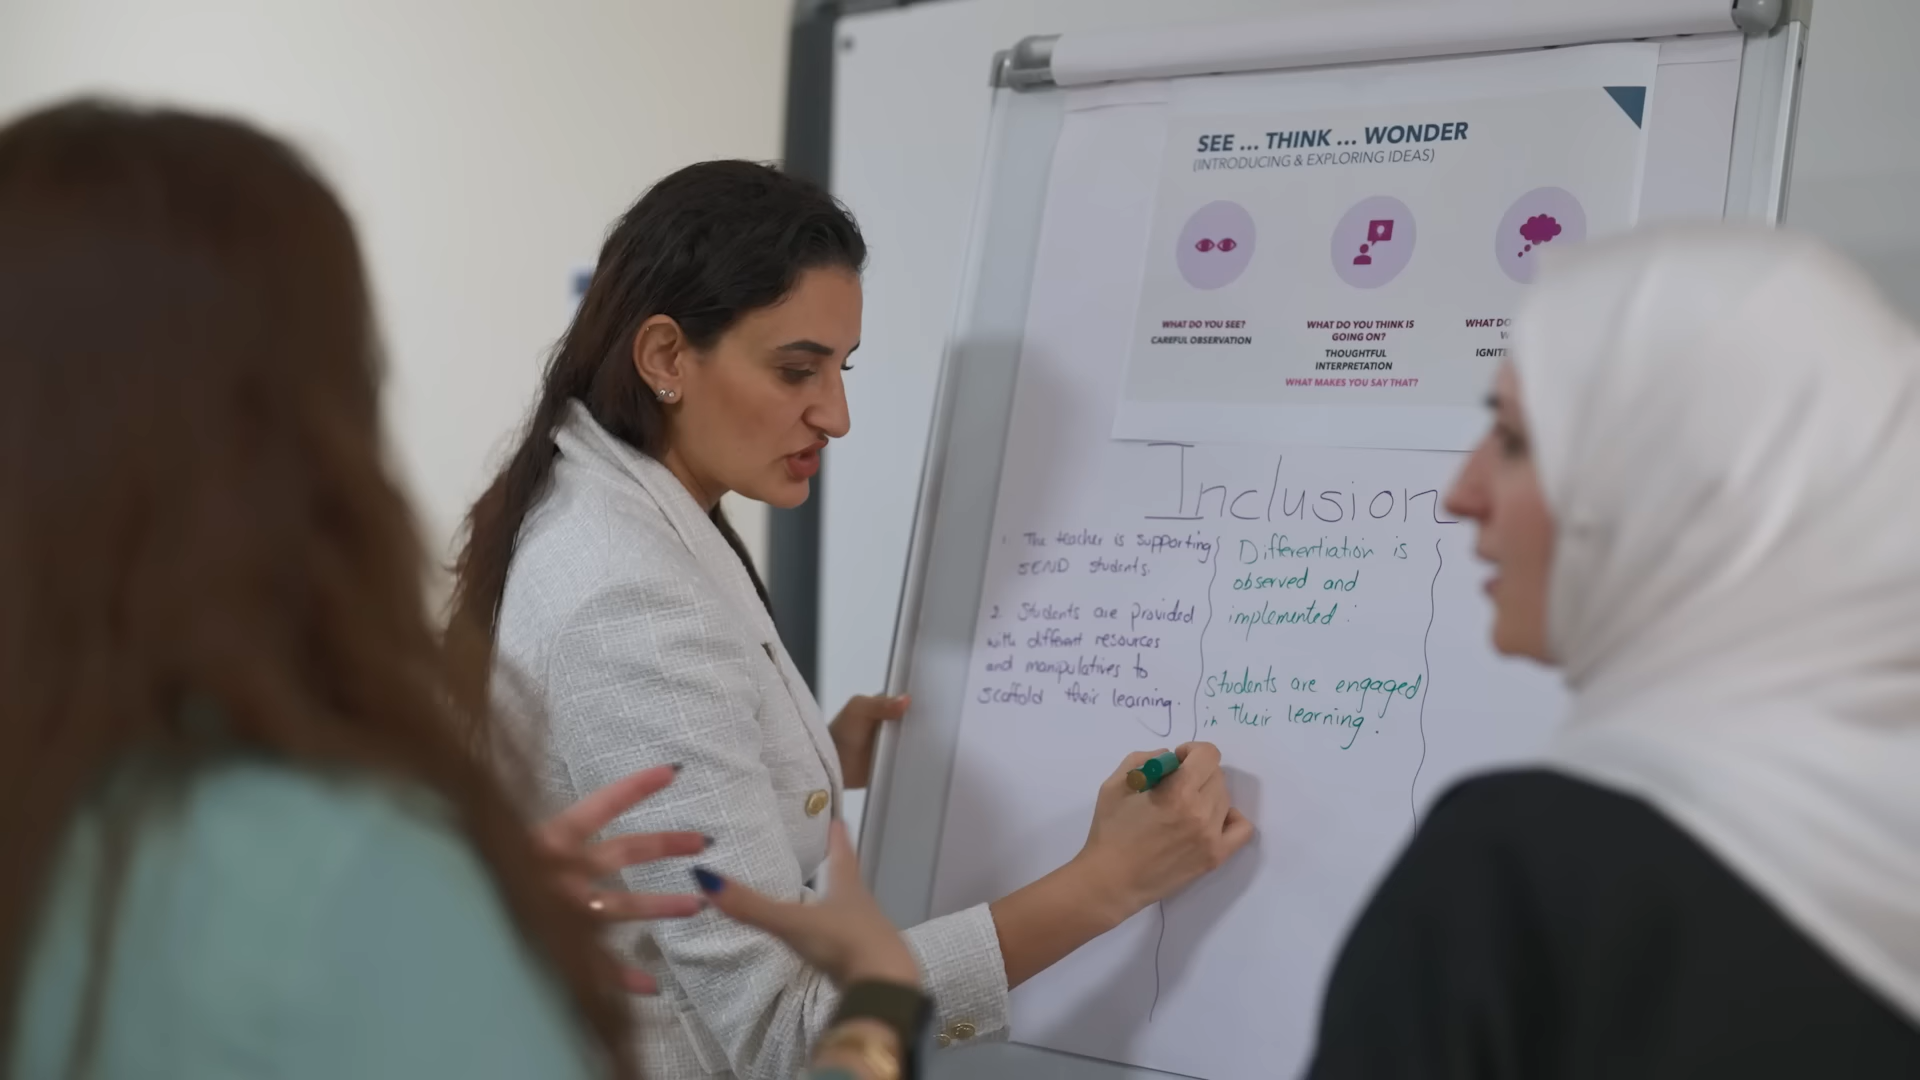 SEE ... THINK ... WONDER
(INTRODUCING & EXPLORING IDEAS)
WHAT DO YOU SEE?
CAREFUL OBSERVATION
WHAT DO YOU THINK IS
GOING ON?
THOUGHTFUL
INTERPRETATION
WHAT MAKES YOU SAY THAT?
WHAT DO
Inclusion
1. The teacher is supporting
SEND students.
2. Students are provided
with different resources
and manipulatives to
scaffold their learning.
Differentiation is
observed and
implemented.
Students are engaged
in their learning.